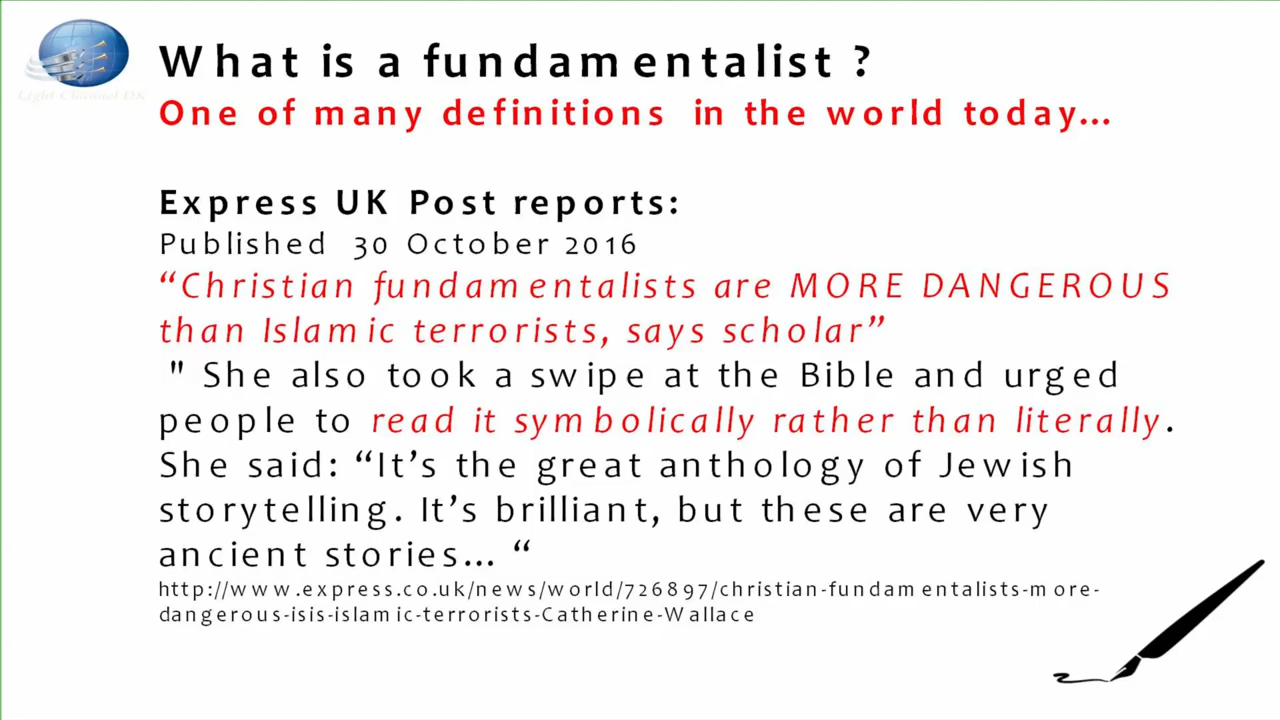 What is a fundamentalist ?
One of many definitions in the world today...
Light Channel DK
Express UK Post reports:
Published 30 October 2016
“Christian fundamentalists are MORE DANGEROUS
than Islamic terrorists, says scholar”
" She also took a swipe at the Bible and urged
people to read it symbolically rather than literally.
She said: “It’s the great anthology of Jewish
storytelling. It’s brilliant, but these are very
ancient stories... “
http://www.express.co.uk/news/world/726897/christian-fundamentalists-more-
dangerous-isis-islamic-terrorists-Catherine-Wallace